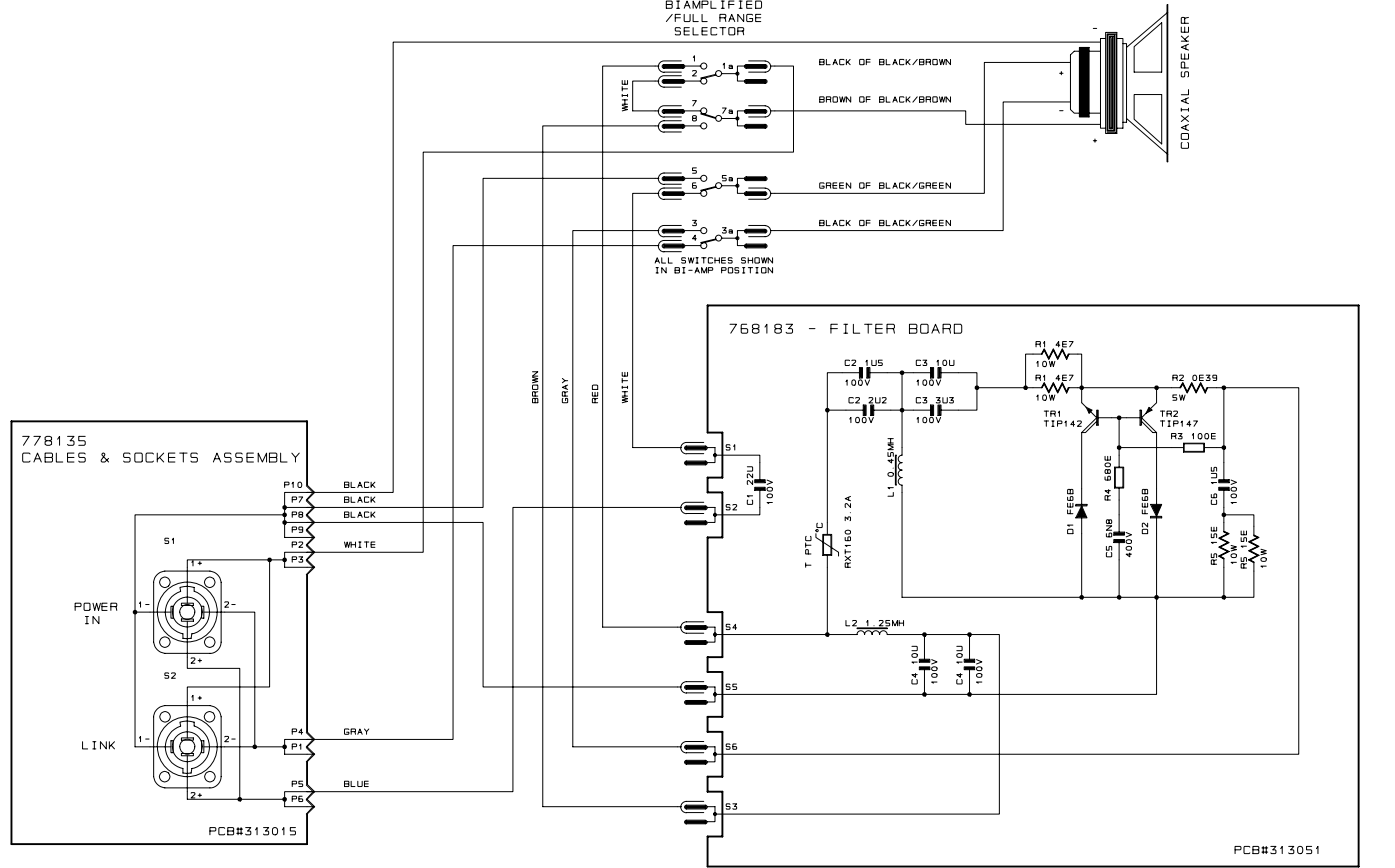 BIAMPLIFIED
/FULL RANGE
SELECTOR
1
2
1a
7
8
7a
5
6
5a
3
4
3a
WHITE
BLACK OF BLACK/BROWN
BROWN OF BLACK/BROWN
GREEN OF BLACK/GREEN
BLACK OF BLACK/GREEN
ALL SWITCHES SHOWN
IN BI-AMP POSITION
-
+
-
+
COAXIAL SPEAKER
BROWN
GRAY
RED
WHITE
778135
CABLES & SOCKETS ASSEMBLY
S1
POWER
IN
1+
1-
2-
2+
S2
LINK
1+
1-
2-
2+
P10
P7
P8
P9
P2
P3
P4
P1
P5
P6
BLACK
BLACK
BLACK
WHITE
GRAY
BLUE
PCB#313015
768183 - FILTER BOARD
S1
S2
S4
S5
S6
S3
C1 22U
100V
C2 1U5
100V
C2 2U2
100V
C3 10U
100V
C3 3U3
100V
L1 0.45MH
T PTC
°C
RXT160 3.2A
L2 1.25MH
C4 10U
100V
C4 10U
100V
R1 4E7
10W
R1 4E7
10W
TR1
TIP142
TR2
TIP147
R2 0E39
5W
R3 100E
R4 680E
C5 6N8
400V
D1 FE6B
D2 FE6B
C6 1U5
100V
R5 15E
10W
R5 15E
10W
PCB#313051